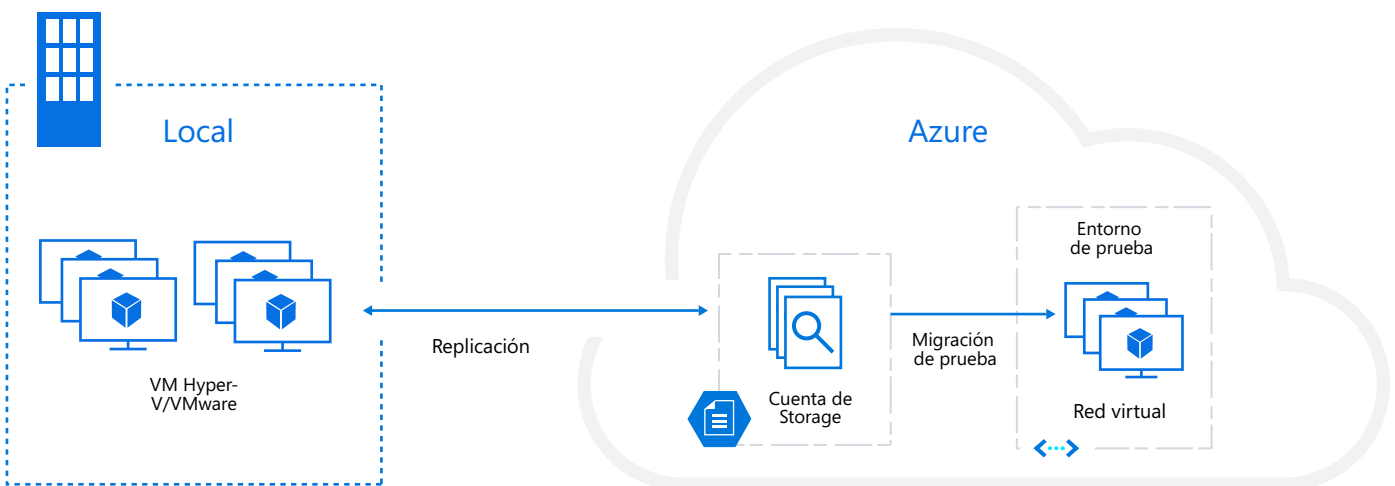 Local
Azure
VM Hyper-
V/VMware
Replicación
Cuenta de
Storage
Migración
de prueba
Entorno
de prueba
Red virtual